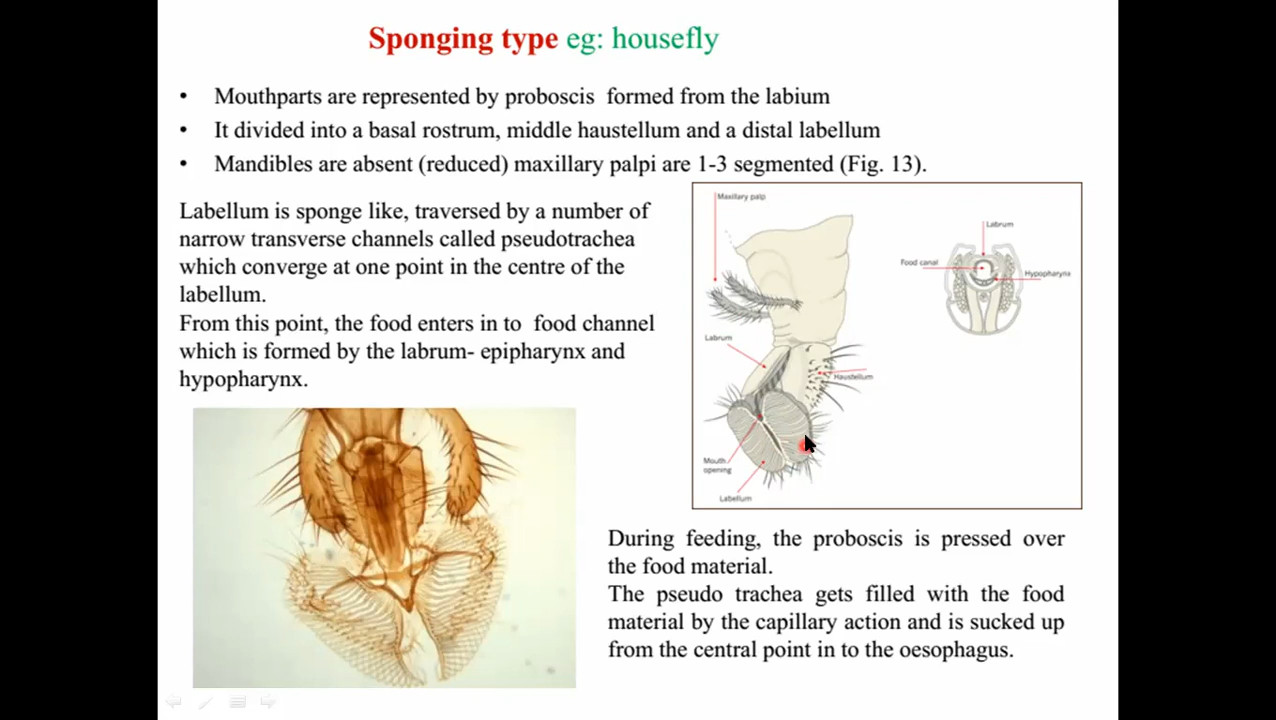 Sponging type eg: housefly
• Mouthparts are represented by proboscis formed from the labium
• It divided into a basal rostrum, middle haustellum and a distal labellum
• Mandibles are absent (reduced) maxillary palpi are 1-3 segmented (Fig. 13).
Labellum is sponge like, traversed by a number of
narrow transverse channels called pseudotrachea
which converge at one point in the centre of the
labellum.
From this point, the food enters in to food channel
which is formed by the labrum- epipharynx and
hypopharynx.
Maxillary palp
Labrum
Food canal
Hypopharynx
Labrum
Haustellum
Mouth
opening
Labellum
During feeding, the proboscis is pressed over
the food material.
The pseudo trachea gets filled with the food
material by the capillary action and is sucked up
from the central point in to the oesophagus.